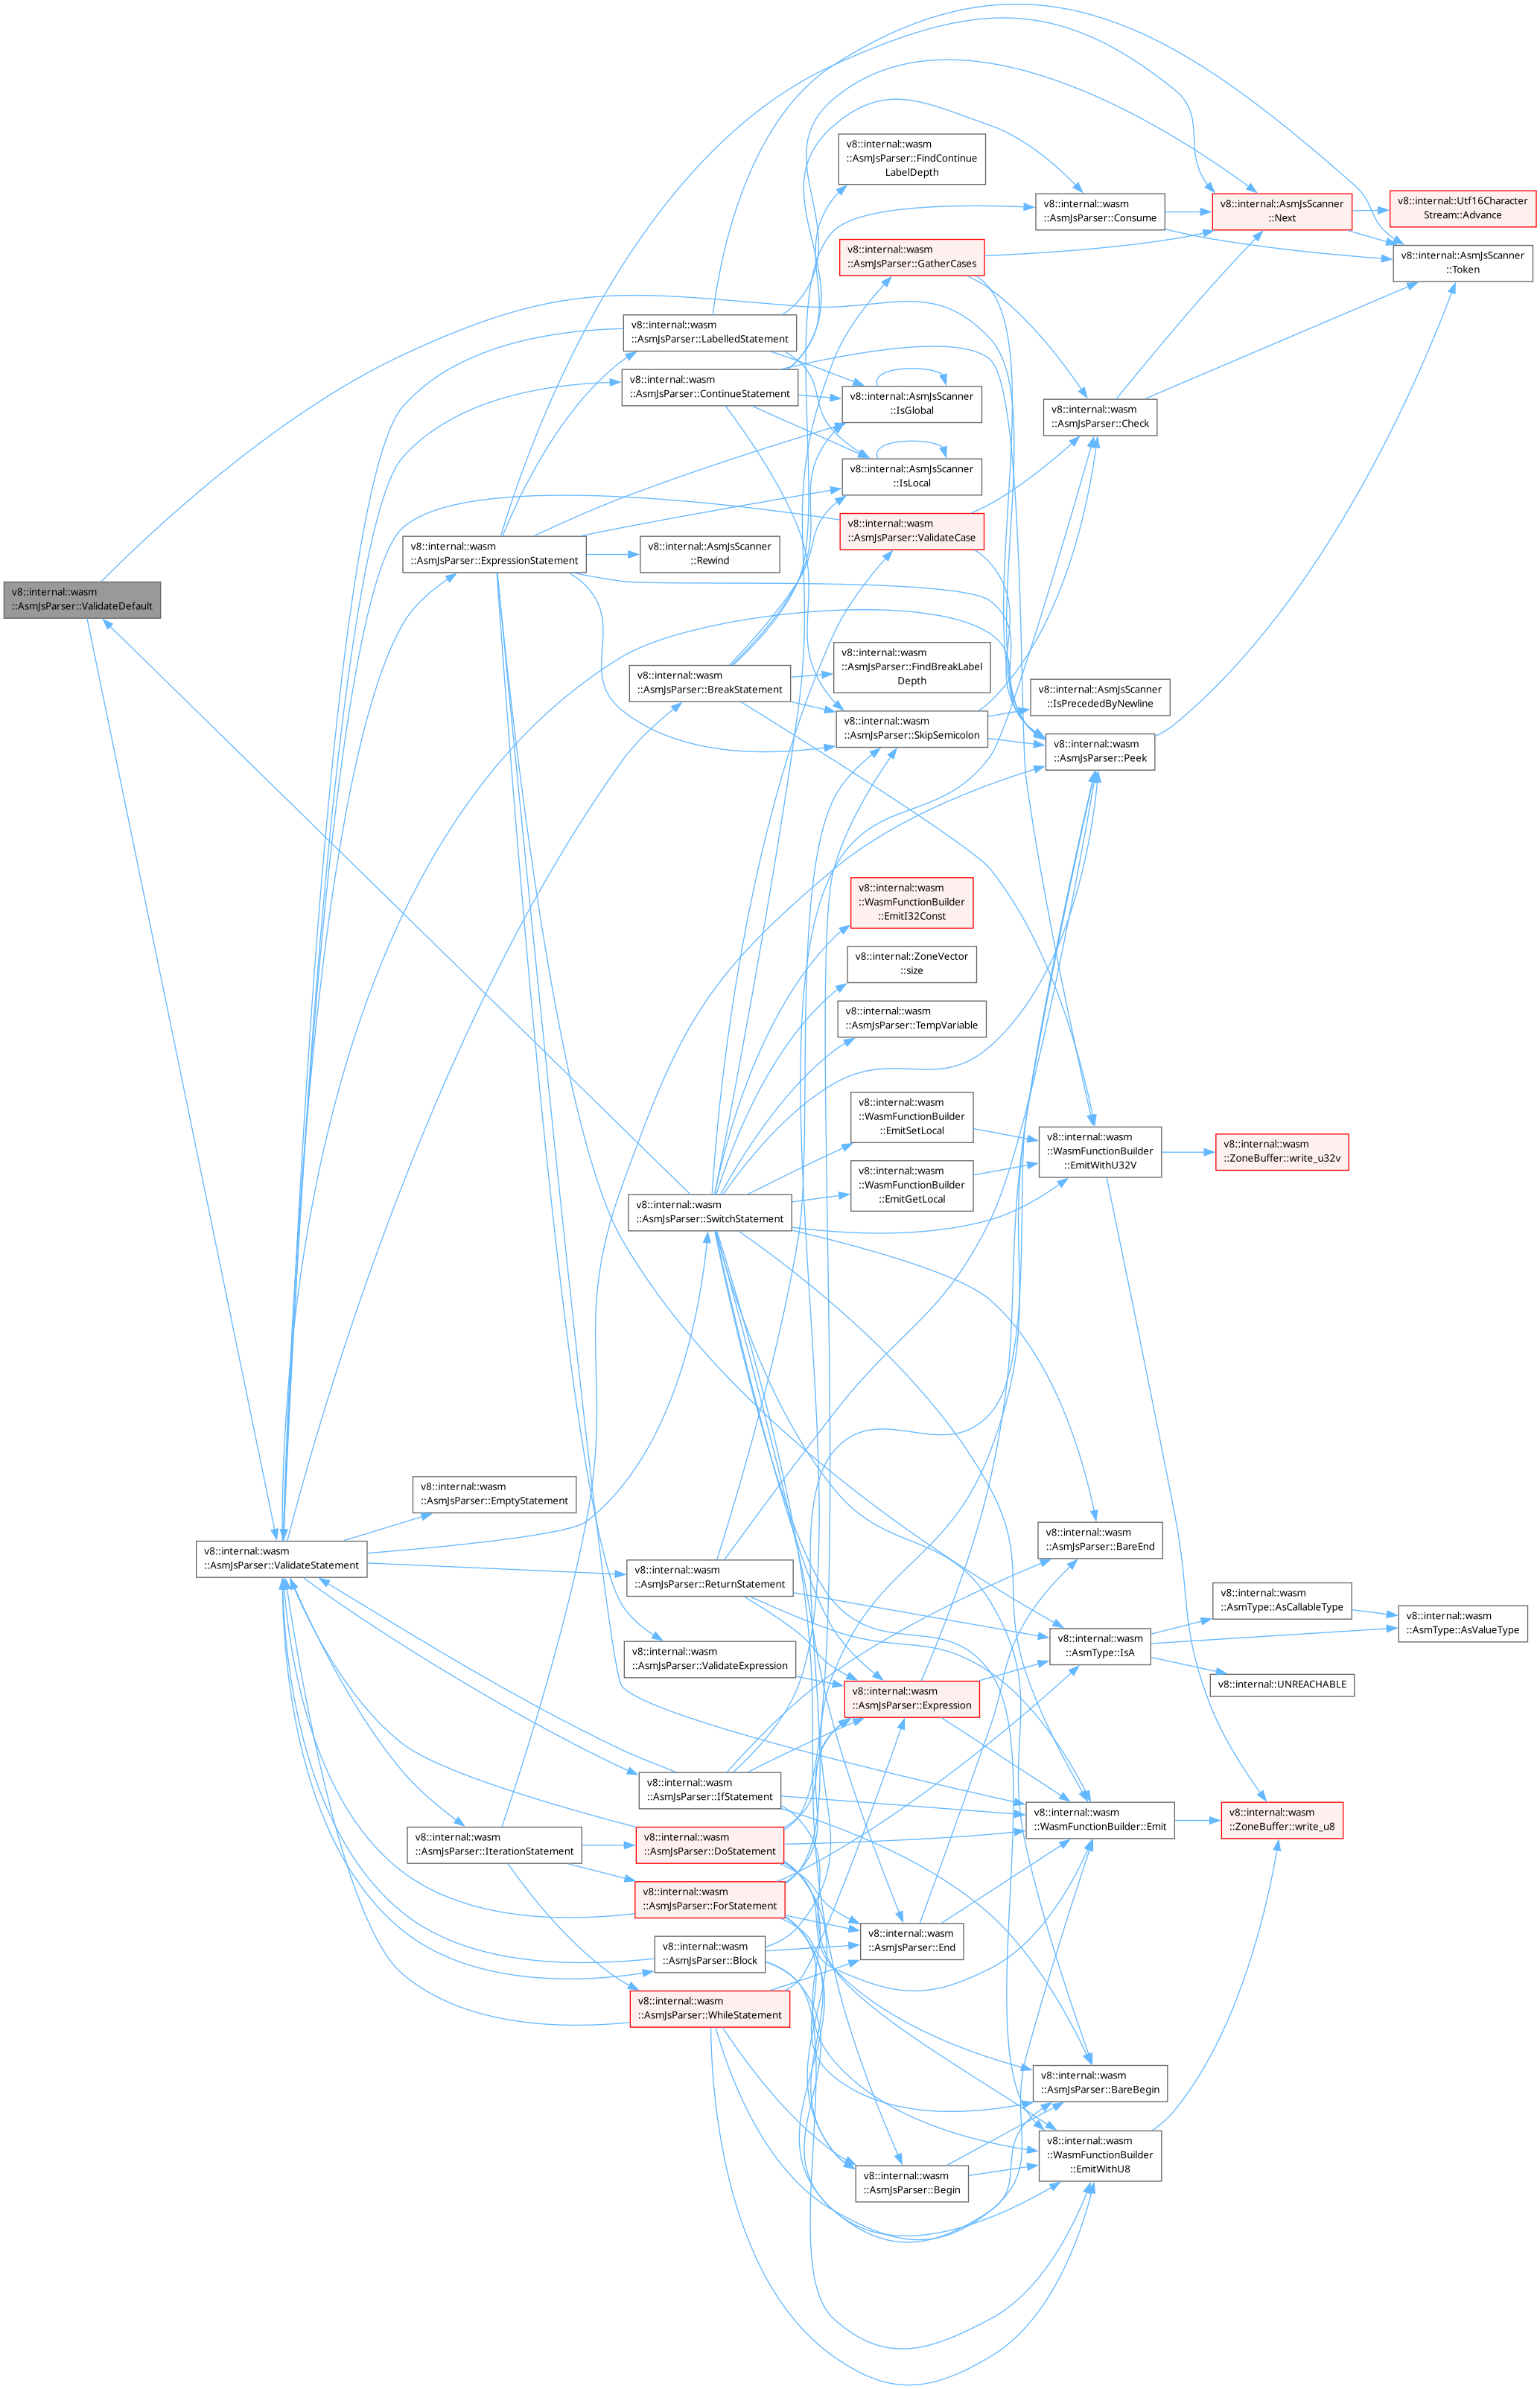 v8::internal::wasm
::AsmJsParser::FindContinue
LabelDepth
v8::internal::wasm
::AsmJsParser::Consume
v8::internal::AsmJsScanner
::Next
v8::internal::Utf16Character
Stream::Advance
v8::internal::wasm
::AsmJsParser::GatherCases
v8::internal::AsmJsScanner
::Token
v8::internal::wasm
::AsmJsParser::LabelledStatement
v8::internal::wasm
::AsmJsParser::ContinueStatement
v8::internal::AsmJsScanner
::IsGlobal
v8::internal::wasm
::AsmJsParser::Check
v8::internal::AsmJsScanner
::IsLocal
v8::internal::wasm
::AsmJsParser::ValidateCase
v8::internal::wasm
::AsmJsParser::ExpressionStatement
v8::internal::AsmJsScanner
::Rewind
v8::internal::wasm
::AsmJsParser::ValidateDefault
v8::internal::wasm
::AsmJsParser::BreakStatement
v8::internal::wasm
::AsmJsParser::FindBreakLabel
Depth
v8::internal::AsmJsScanner
::IsPrecededByNewline
v8::internal::wasm
::AsmJsParser::SkipSemicolon
v8::internal::wasm
::AsmJsParser::Peek
v8::internal::wasm
::WasmFunctionBuilder
::EmitI32Const
v8::internal::ZoneVector
::size
v8::internal::wasm
::AsmJsParser::TempVariable
v8::internal::wasm
::WasmFunctionBuilder
::EmitSetLocal
v8::internal::wasm
::WasmFunctionBuilder
::EmitWithU32V
v8::internal::wasm
::ZoneBuffer::write_u32v
v8::internal::wasm
::WasmFunctionBuilder
::EmitGetLocal
v8::internal::wasm
::AsmJsParser::SwitchStatement
v8::internal::wasm
::AsmJsParser::EmptyStatement
v8::internal::wasm
::AsmJsParser::ValidateStatement
v8::internal::wasm
::AsmJsParser::BareEnd
v8::internal::wasm
::AsmJsParser::ReturnStatement
v8::internal::wasm
::AsmType::AsCallableType
v8::internal::wasm
::AsmType::AsValueType
v8::internal::wasm
::AsmType::IsA
v8::internal::wasm
::AsmJsParser::ValidateExpression
v8::internal::UNREACHABLE
v8::internal::wasm
::AsmJsParser::Expression
v8::internal::wasm
::AsmJsParser::IfStatement
v8::internal::wasm
::WasmFunctionBuilder::Emit
v8::internal::wasm
::ZoneBuffer::write_u8
v8::internal::wasm
::AsmJsParser::IterationStatement
v8::internal::wasm
::AsmJsParser::DoStatement
v8::internal::wasm
::AsmJsParser::ForStatement
v8::internal::wasm
::AsmJsParser::End
v8::internal::wasm
::AsmJsParser::Block
v8::internal::wasm
::AsmJsParser::WhileStatement
v8::internal::wasm
::AsmJsParser::BareBegin
v8::internal::wasm
::WasmFunctionBuilder
::EmitWithU8
v8::internal::wasm
::AsmJsParser::Begin